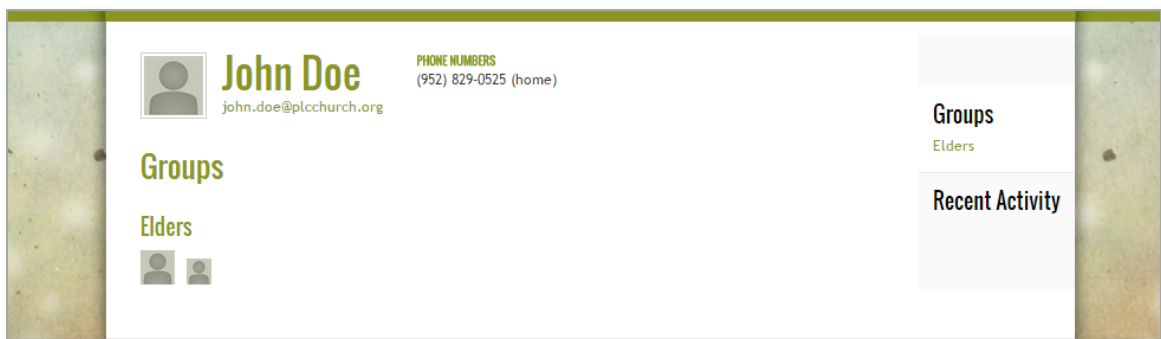 John Doe
john.doe@plcchurch.org
PHONE NUMBERS
(952) 829-0525 (home)
Groups
Elders
Groups
Elders
Recent Activity